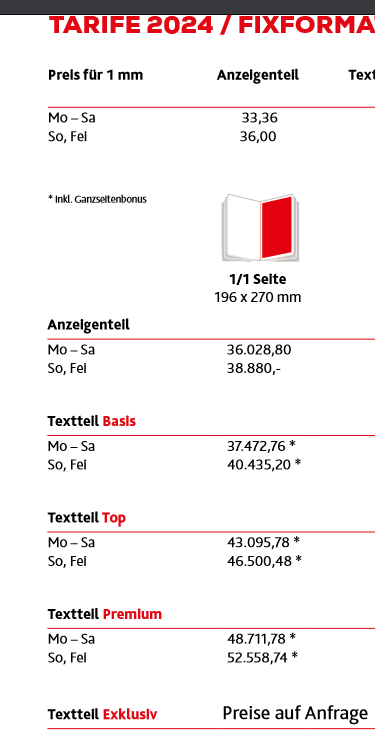 TARIFE 2024 / FIXFORMA
Preis für 1 mm Anzeigenteil Text
Mo – Sa 33,36
So, Fei 36,00
* inkl. Ganzseitenbonus
1/1 Seite
196 x 270 mm
Anzeigenteil
Mo – Sa 36.028,80
So, Fei 38.880,-
Textteil Basis
Mo – Sa 37.472,76 *
So, Fei 40.435,20 *
Textteil Top
Mo – Sa 43.095,78 *
So, Fei 46.500,48 *
Textteil Premium
Mo – Sa 48.711,78 *
So, Fei 52.558,74 *
Textteil Exklusiv Preise auf Anfrage